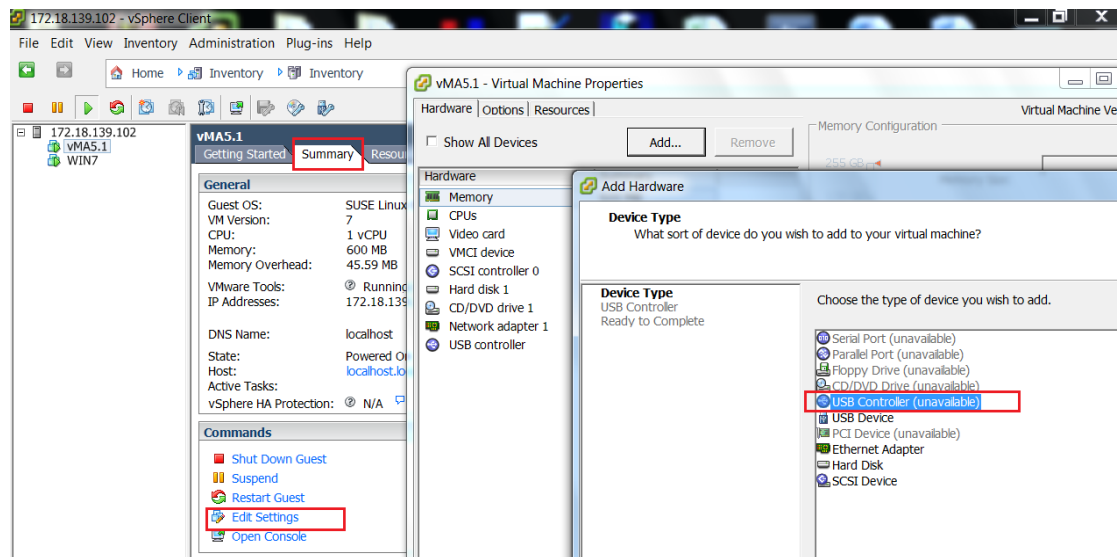 172.18.139.102 - vSphere Client
File Edit View Inventory Administration Plug-ins Help
Home Inventory Inventory
172.18.139.102
vMA5.1
WIN7
vMA5.1
Getting Started Summary Resou
General
Guest OS: SUSE Linux
VM Version: 7
CPU: 1 vCPU
Memory: 600 MB
Memory Overhead: 45.59 MB
VMware Tools: Running
IP Addresses: 172.18.139
DNS Name: localhost
State: Powered O
Host: localhost.lo
Active Tasks:
vSphere HA Protection: N/A
Commands
Shut Down Guest
Suspend
Restart Guest
Edit Settings
Open Console
vMA5.1 - Virtual Machine Properties
Hardware Options Resources Virtual Machine Ve
Show All Devices Add... Remove
Memory Configuration
255 GB
Hardware
Memory
CPUs
Video card
VMCI device
SCSI controller 0
Hard disk 1
CD/DVD drive 1
Network adapter 1
USB controller
Add Hardware
Device Type
What sort of device do you wish to add to your virtual machine?
Device Type
USB Controller
Ready to Complete
Choose the type of device you wish to add.
Serial Port (unavailable)
Parallel Port (unavailable)
Floppy Drive (unavailable)
CD/DVD Drive (unavailable)
USB Controller (unavailable)
USB Device
PCI Device (unavailable)
Ethernet Adapter
Hard Disk
SCSI Device